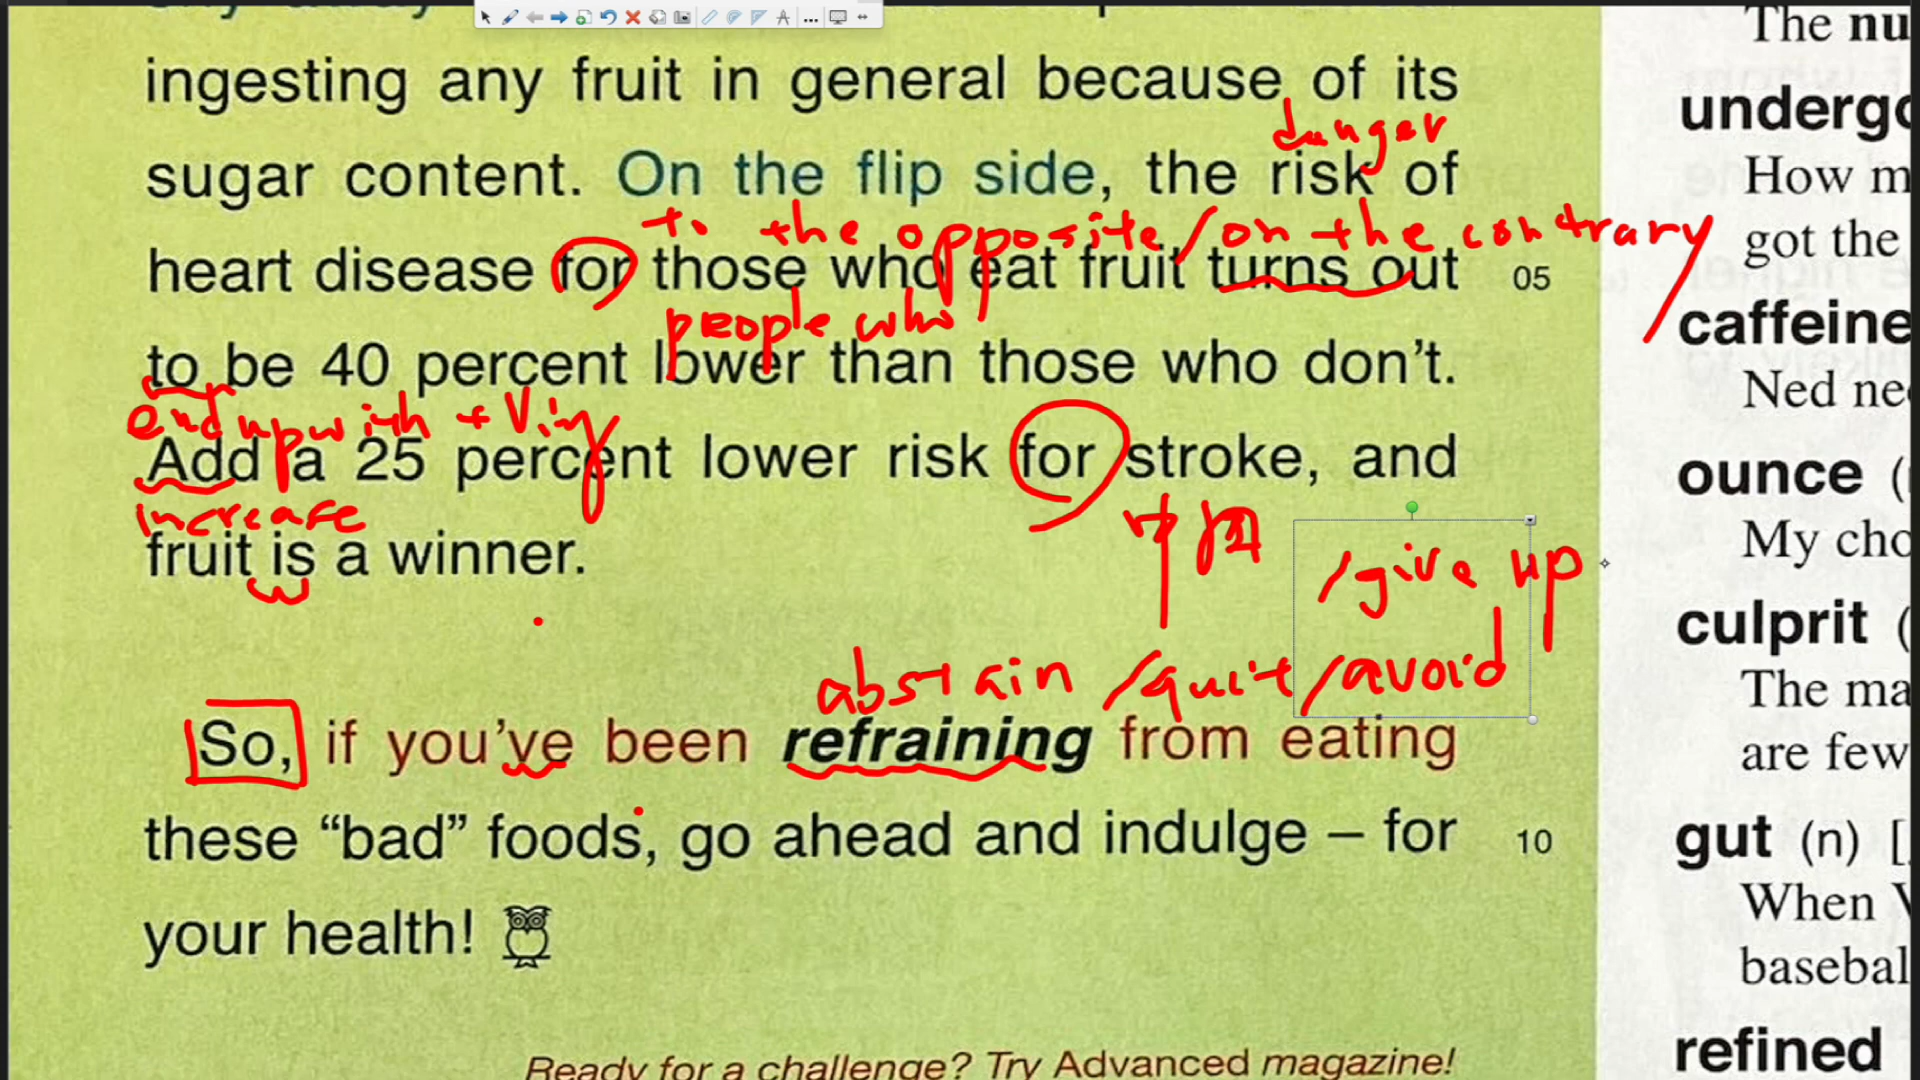 ingesting any fruit in general because of its
danger
sugar content. On the flip side, the risk of
to the opposite / on the contrary
heart disease for those who eat fruit turns out 05
people who
to be 40 percent lower than those who don't.
end up with + Ving
Add a 25 percent lower risk for stroke, and
increase
fruit is a winner.
/give up
abstain /quit /avoid
So, if you've been refraining from eating
these “bad” foods, go ahead and indulge – for 10
your health!
Ready for a challenge? Try Advanced magazine!
The nu
undergo
How m
got the
caffeine
Ned nee
ounce (
My cho
culprit (
The ma
are few
gut (n) [
When
basebal
refined